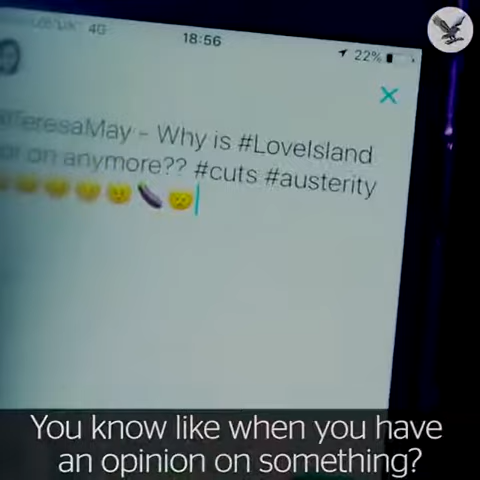 4G
18:56
22%
TeresaMay - Why is #LoveIsland
on anymore?? #cuts #austerity
You know like when you have
an opinion on something?